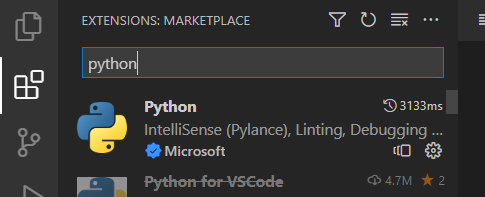 EXTENSIONS: MARKETPLACE
python
Python 3133ms
IntelliSense (Pylance), Linting, Debugging ...
Microsoft
Python for VSCode 4.7M 2